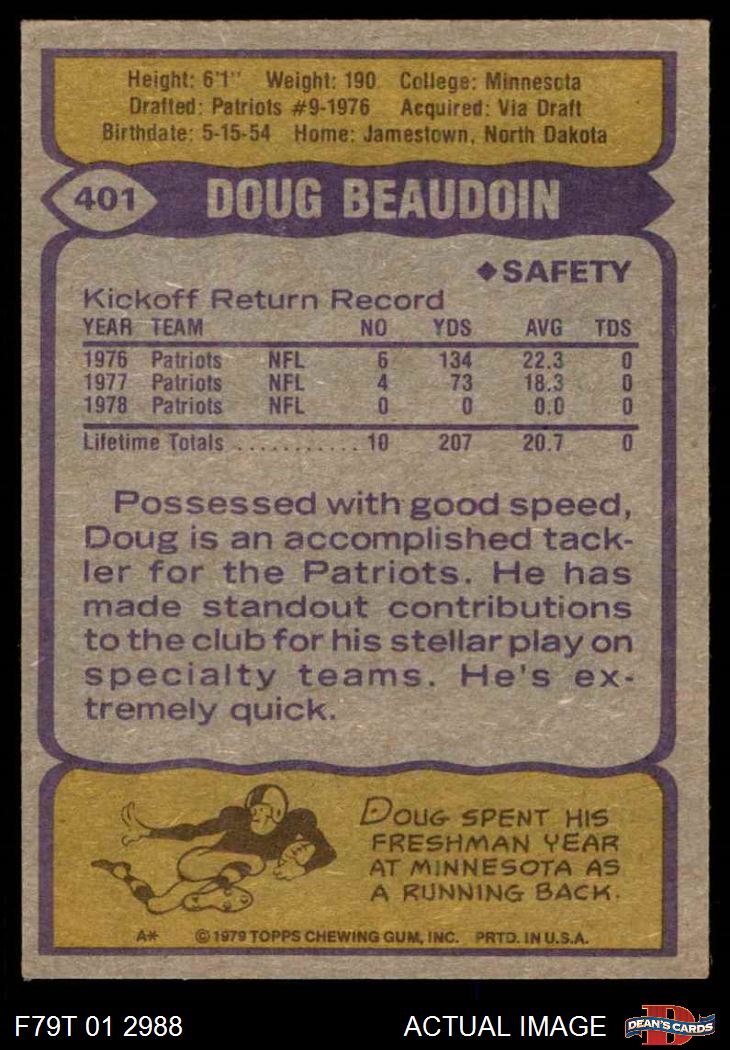 Height: 6'1" Weight: 190 College: Minnesota
Drafted: Patriots #9-1976 Acquired: Via Draft
Birthdate: 5-15-54 Home: Jamestown, North Dakota
401 DOUG BEAUDOIN
◆SAFETY
Kickoff Return Record
YEAR TEAM NO YDS AVG TDS
1976 Patriots NFL 6 134 22.3 0
1977 Patriots NFL 4 73 18.3 0
1978 Patriots NFL 0 0 0.0 0
Lifetime Totals ........... 10 207 20.7 0
Possessed with good speed,
Doug is an accomplished tack-
ler for the Patriots. He has
made standout contributions
to the club for his stellar play on
specialty teams. He's ex-
tremely quick.
DOUG SPENT HIS
FRESHMAN YEAR
AT MINNESOTA AS
A RUNNING BACK.
A* © 1979 TOPPS CHEWING GUM, INC. PRTD. IN U.S.A.
F79T 01 2988 ACTUAL IMAGE D DEAN'S CARDS